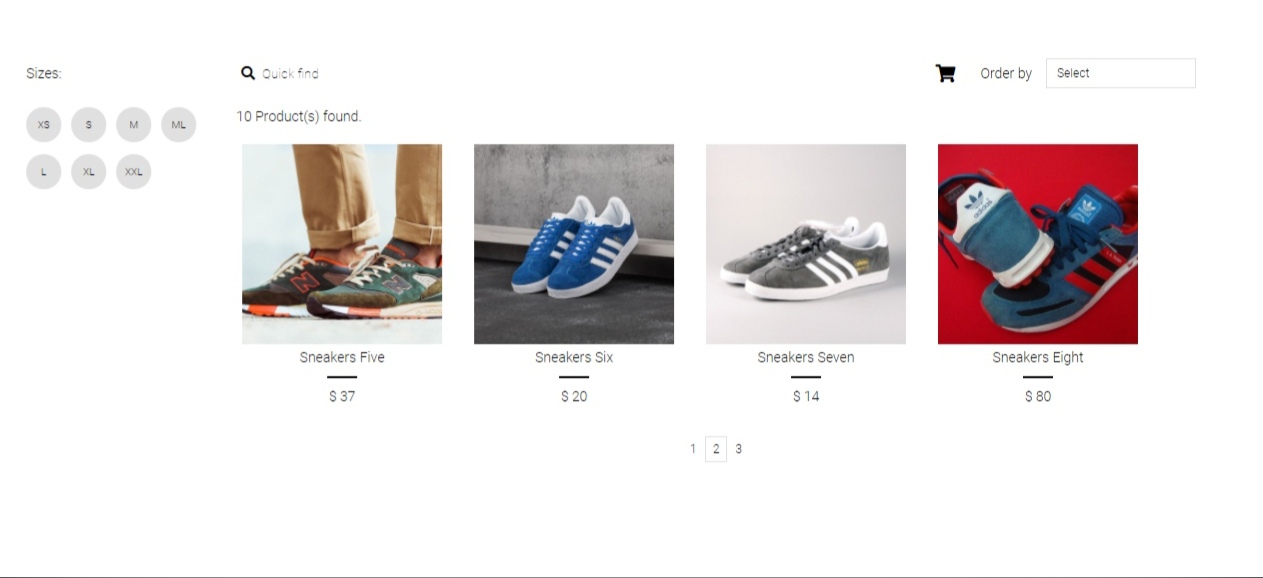 Sizes:
Quick find
Order by
Select
XS
S
M
ML
L
XL
XXL
10 Product(s) found.
N
N
adidas
Sneakers Five
Sneakers Six
Sneakers Seven
Sneakers Eight
$ 37
$ 20
$ 14
$ 80
1
2
3